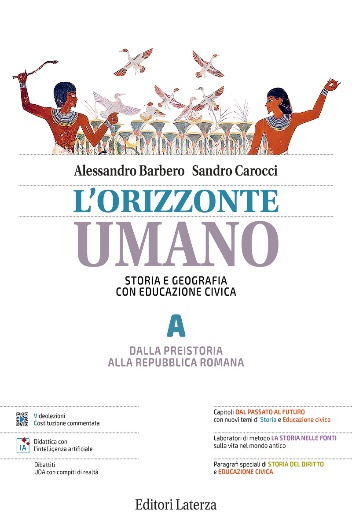 Alessandro Barbero Sandro Carocci
L'ORIZZONTE
UMANO
STORIA E GEOGRAFIA
CON EDUCAZIONE CIVICA
A
DALLA PREISTORIA
ALLA REPUBBLICA ROMANA
Videolezioni
Costituzione commentata
IA
Didattica con
l'intelligenza artificiale
Dibattiti
UDA con compiti di realtà
Capitoli DAL PASSATO AL FUTURO
con nuovi temi di Storia e Educazione civica
Laboratori di metodo LA STORIA NELLE FONTI
sulla vita nel mondo antico
Paragrafi speciali di STORIA DEL DIRITTO
e EDUCAZIONE CIVICA
Editori Laterza